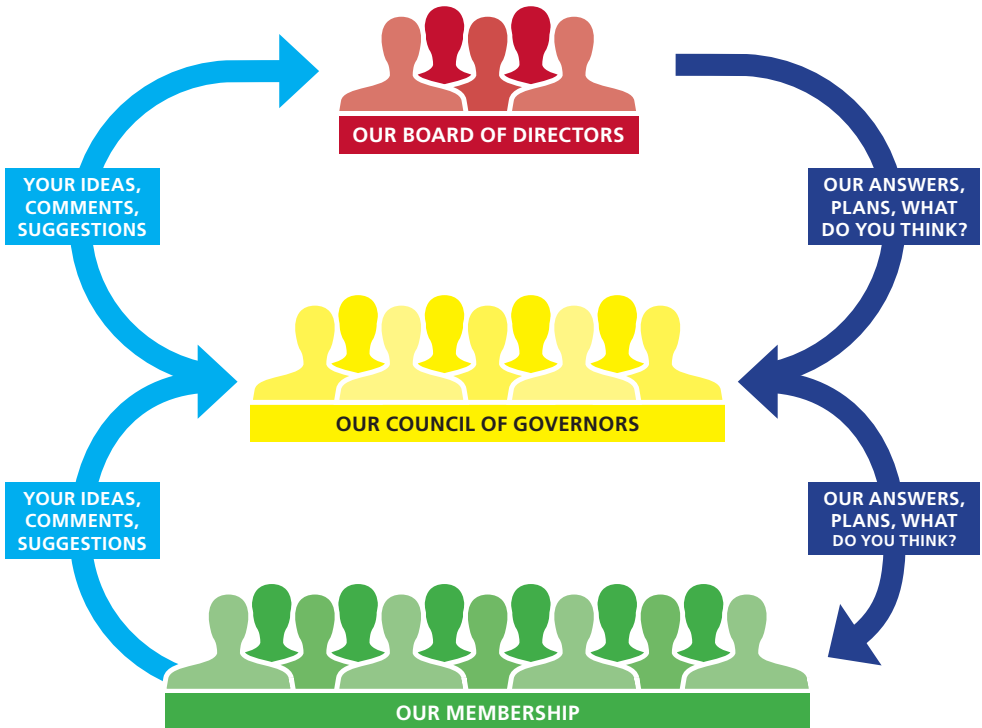 OUR BOARD OF DIRECTORS
YOUR IDEAS,
COMMENTS,
SUGGESTIONS
OUR ANSWERS,
PLANS, WHAT
DO YOU THINK?
OUR COUNCIL OF GOVERNORS
YOUR IDEAS,
COMMENTS,
SUGGESTIONS
OUR ANSWERS,
PLANS, WHAT
DO YOU THINK?
OUR MEMBERSHIP